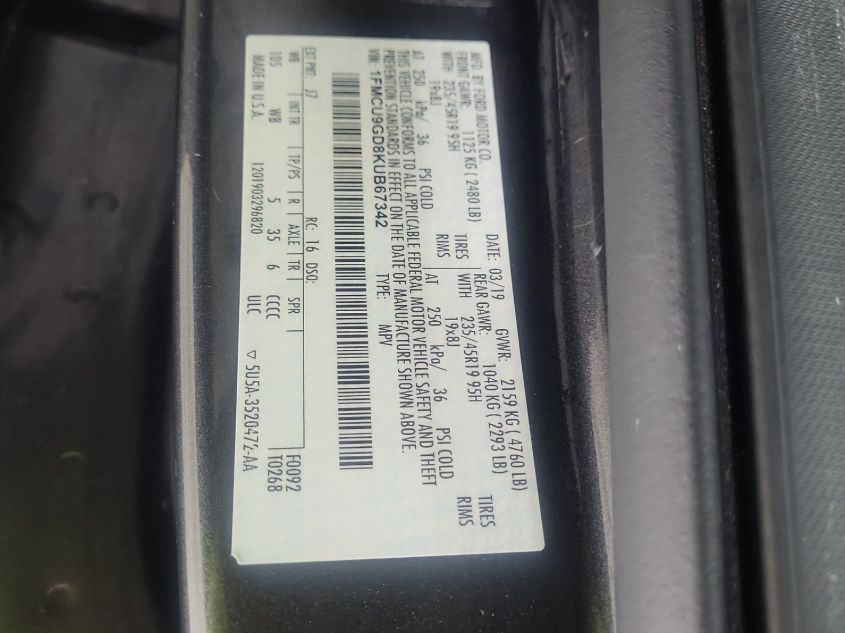 MFD. BY FORD MOTOR CO. DATE: 03/19 GVWR: 2159 KG ( 4760 LB)
FRONT GAWR: 1125 KG ( 2480 LB) REAR GAWR: 1040 KG ( 2293 LB)
WITH 235/45R19 95H TIRES WITH 235/45R19 95H TIRES
19x8J RIMS 19x8J RIMS
AT 250 kPa/ 36 PSI COLD AT 250 kPa/ 36 PSI COLD
THIS VEHICLE CONFORMS TO ALL APPLICABLE FEDERAL MOTOR VEHICLE SAFETY AND THEFT
PREVENTION STANDARDS IN EFFECT ON THE DATE OF MANUFACTURE SHOWN ABOVE.
VIN: 1FMCU9GD8KUB67342 TYPE: MPV
EXT PNT: J7 RC: 16 DSO: F0092
WB INT TR TP/PS R AXLE TR SPR T0268
105 WB 5 35 6 CCCC
MADE IN U.S.A. 1201903296820 ULC ▽ 5U5A-3520472-AA